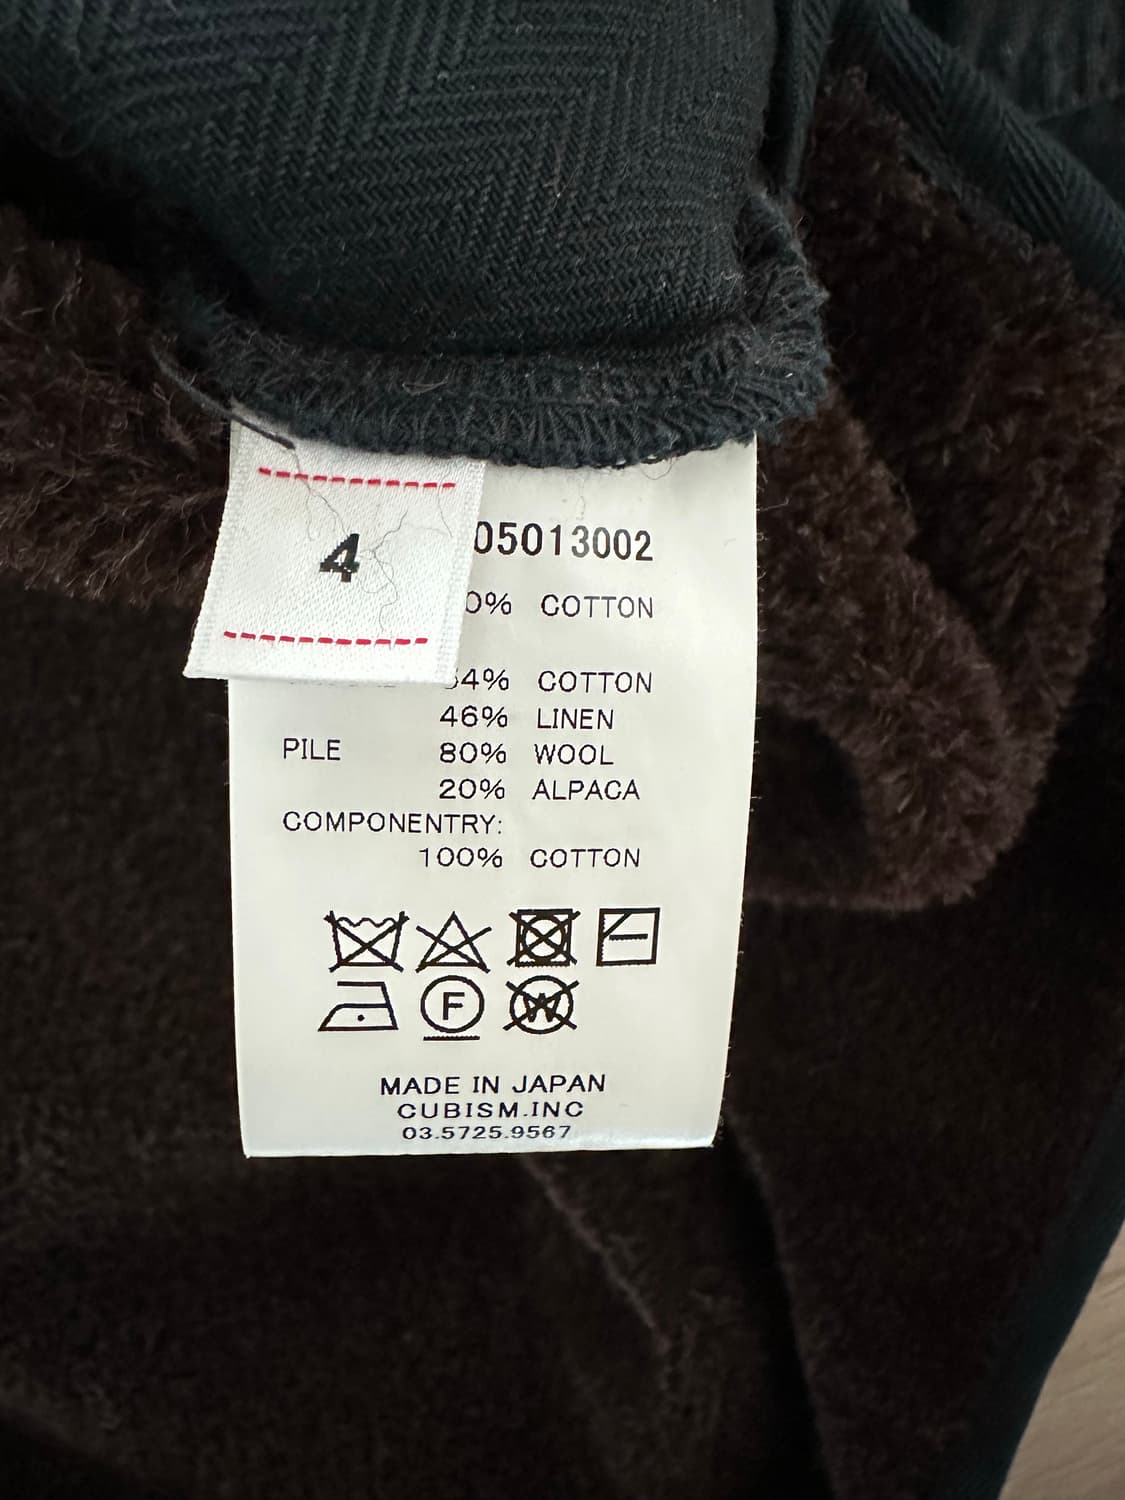 4
05013002
0% COTTON
54% COTTON
46% LINEN
PILE 80% WOOL
20% ALPACA
COMPONENTRY:
100% COTTON
F
W
MADE IN JAPAN
CUBISM.INC
03.5725.9567